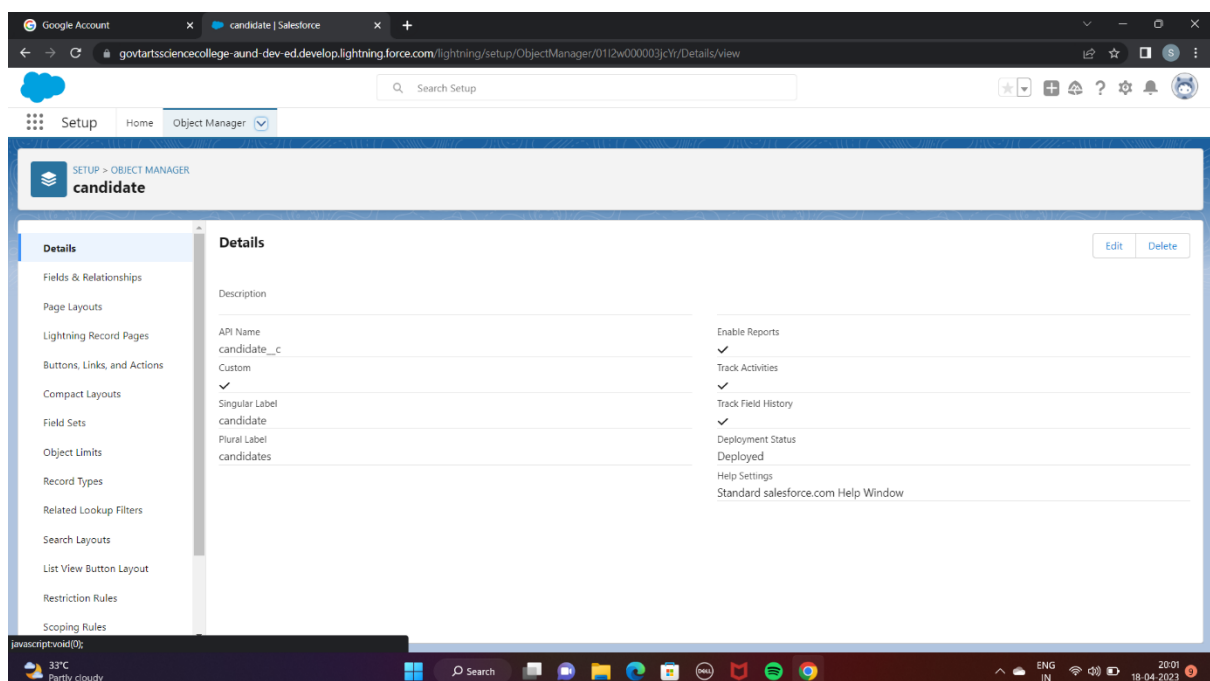 Google Account
candidate | Salesforce
govtartssciencecollege-aund-dev-ed.develop.lightning.force.com/lightning/setup/ObjectManager/01I2w000003jcYr/Details/view
S
Search Setup
Setup
Home
Object Manager
SETUP > OBJECT MANAGER
candidate
Details
Fields & Relationships
Page Layouts
Lightning Record Pages
Buttons, Links, and Actions
Compact Layouts
Field Sets
Object Limits
Record Types
Related Lookup Filters
Search Layouts
List View Button Layout
Restriction Rules
Scoping Rules
Details
Edit
Delete
Description
API Name
candidate__c
Custom
Singular Label
candidate
Plural Label
candidates
Enable Reports
Track Activities
Track Field History
Deployment Status
Deployed
Help Settings
Standard salesforce.com Help Window
javascript:void(0);
33°C
Partly cloudy
Search
DELL
ENG
IN
20:01
18-04-2023
9